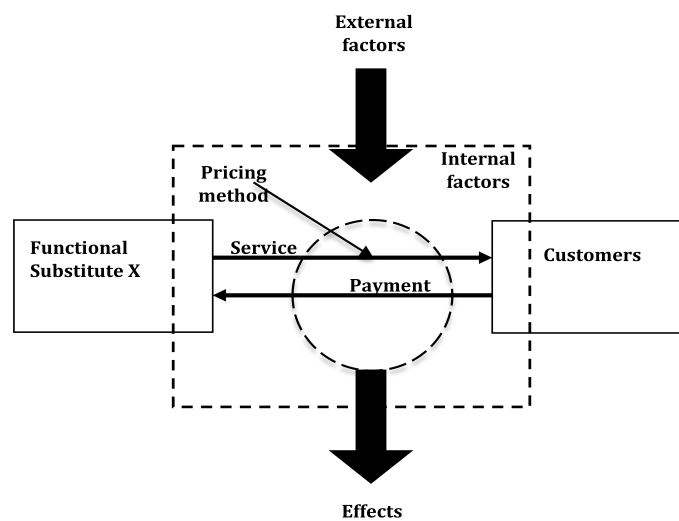 External
factors
Internal
factors
Pricing
method
Functional
Substitute X
Service
Customers
Payment
Effects